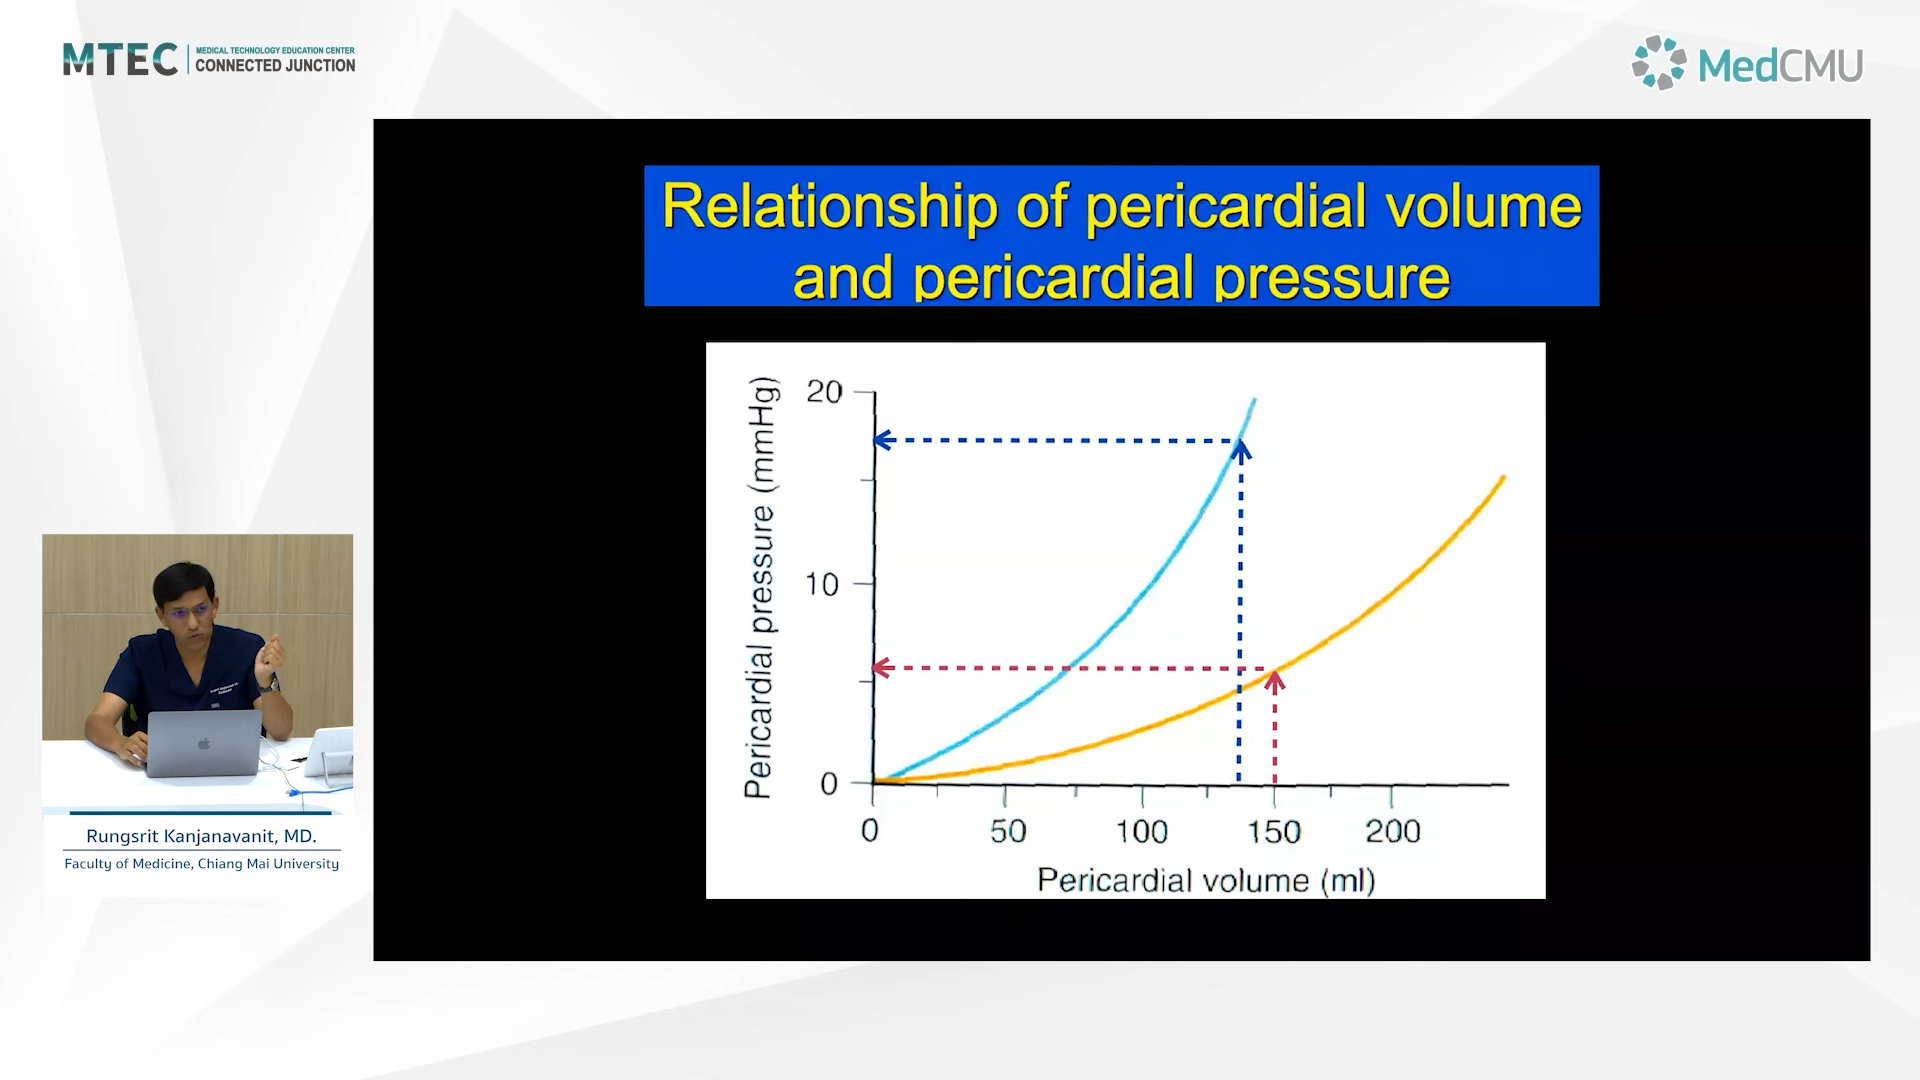 MTEC
MEDICAL TECHNOLOGY EDUCATION CENTER
CONNECTED JUNCTION
MedCMU
Relationship of pericardial volume
and pericardial pressure
Pericardial pressure (mmHg)
20
10
0
0 50 100 150 200
Pericardial volume (ml)
Rungsrit Kanjanavanit, MD.
Faculty of Medicine, Chiang Mai University